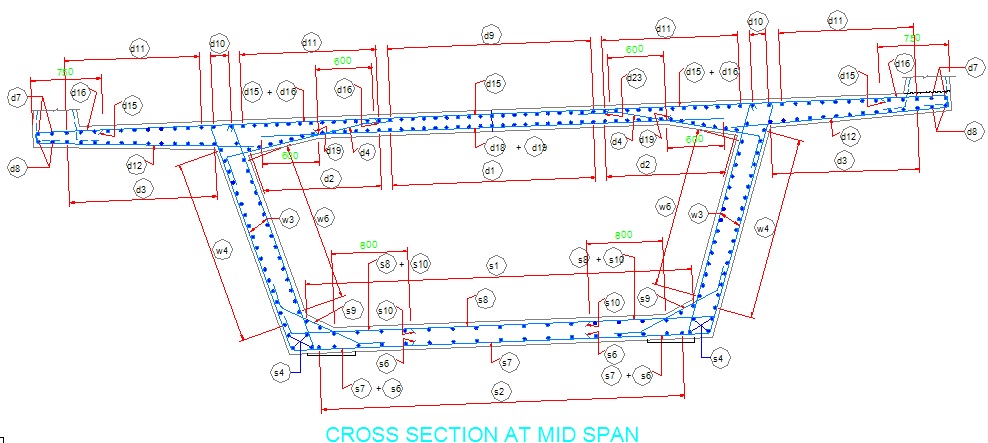 d11 d10 d11 d9 d11 d10 d11
750 600 600 750
d16 d15 d15 + d16 d16 d15 d23 d15 + d16 d15 d16
d7 d7
d8 d12 600 d19 d4 d18 + d19 d4 d19 600 d12 d8
d3 d2 d1 d2 d3
w4 w3 w6 w6 w3 w4
800 800
s8 + s10 s1 s8 + s10
s10 s9 s8 s10 s9
s4 s6 s7 s6 s4
s7 + s6 s2 s7 + s6
CROSS SECTION AT MID SPAN